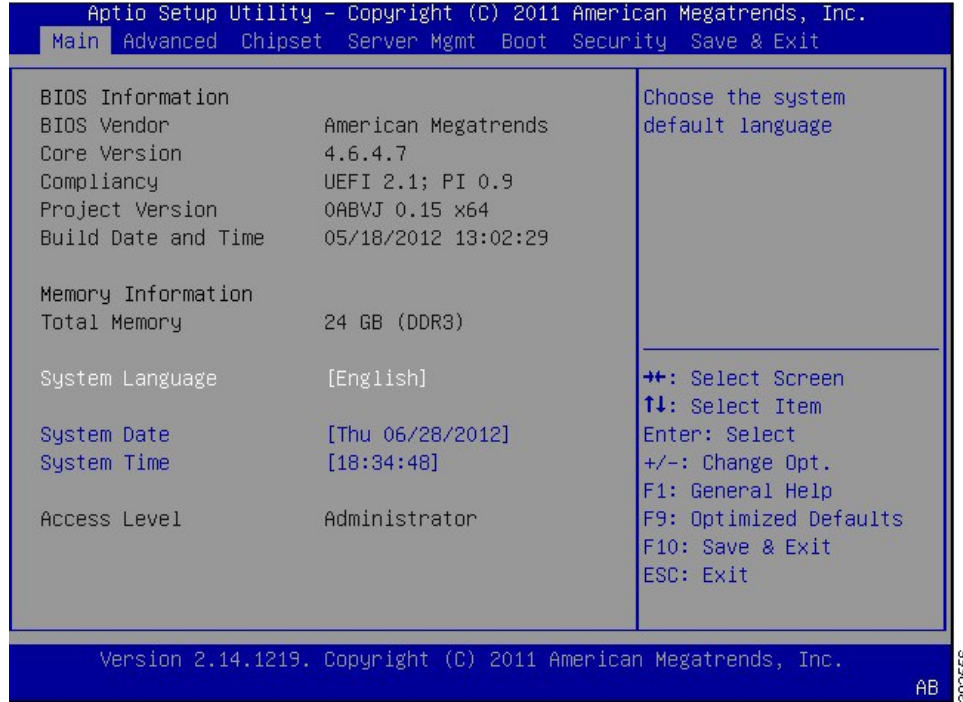 Aptio Setup Utility – Copyright (C) 2011 American Megatrends, Inc.
Main Advanced Chipset Server Mgmt Boot Security Save & Exit
BIOS Information
BIOS Vendor American Megatrends
Core Version 4.6.4.7
Compliancy UEFI 2.1; PI 0.9
Project Version 0ABVJ 0.15 x64
Build Date and Time 05/18/2012 13:02:29
Memory Information
Total Memory 24 GB (DDR3)
System Language [English]
System Date [Thu 06/28/2012]
System Time [18:34:48]
Access Level Administrator
Choose the system
default language
→←: Select Screen
↑↓: Select Item
Enter: Select
+/-: Change Opt.
F1: General Help
F9: Optimized Defaults
F10: Save & Exit
ESC: Exit
Version 2.14.1219. Copyright (C) 2011 American Megatrends, Inc.
AB